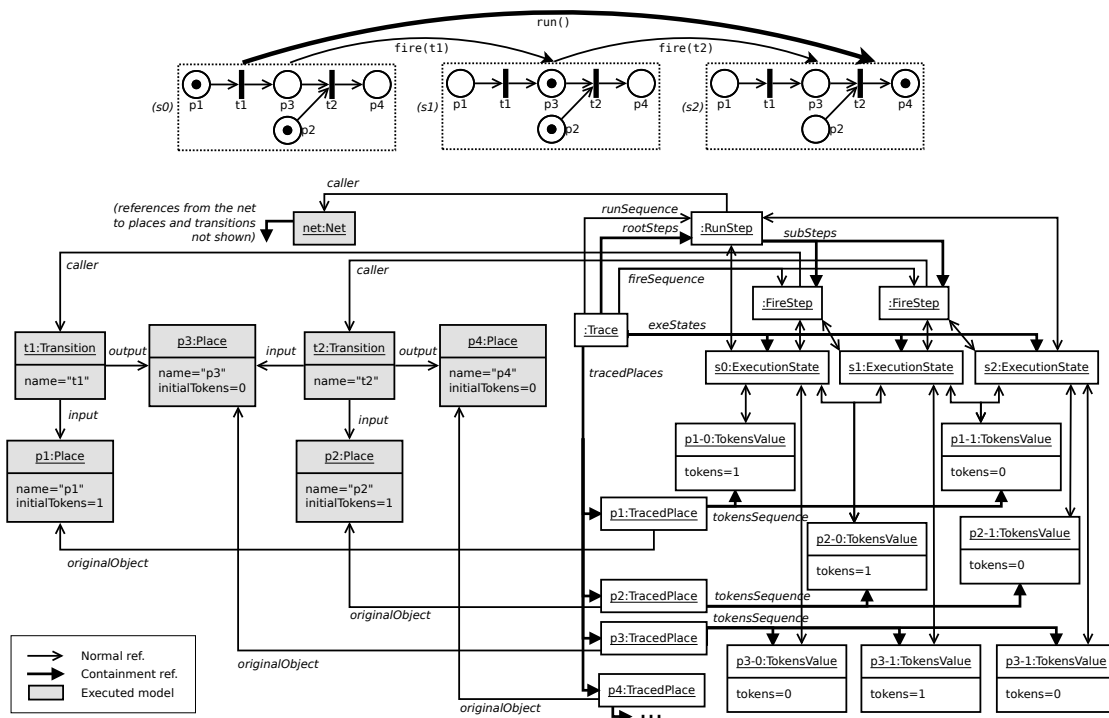 run()
fire(t1)
fire(t2)
(s0)
p1
t1
p3
t2
p4
p2
(s1)
p1
t1
p3
t2
p4
p2
(s2)
p1
t1
p3
t2
p4
p2
caller
(references from the net
to places and transitions
not shown)
net:Net
runSequence
rootSteps
:RunStep
subSteps
caller
caller
fireSequence
:FireStep
:FireStep
:Trace
exeStates
t1:Transition
name="t1"
output
p3:Place
name="p3"
initialTokens=0
input
t2:Transition
name="t2"
output
p4:Place
name="p4"
initialTokens=0
tracedPlaces
s0:ExecutionState
s1:ExecutionState
s2:ExecutionState
input
input
p1:Place
name="p1"
initialTokens=1
p2:Place
name="p2"
initialTokens=1
p1-0:TokensValue
tokens=1
p1-1:TokensValue
tokens=0
p1:TracedPlace
tokensSequence
originalObject
p2-0:TokensValue
tokens=1
p2-1:TokensValue
tokens=0
p2:TracedPlace
tokensSequence
originalObject
tokensSequence
p3:TracedPlace
originalObject
p3-0:TokensValue
tokens=0
p3-1:TokensValue
tokens=1
p3-1:TokensValue
tokens=0
p4:TracedPlace
...
Normal ref.
Containment ref.
Executed model